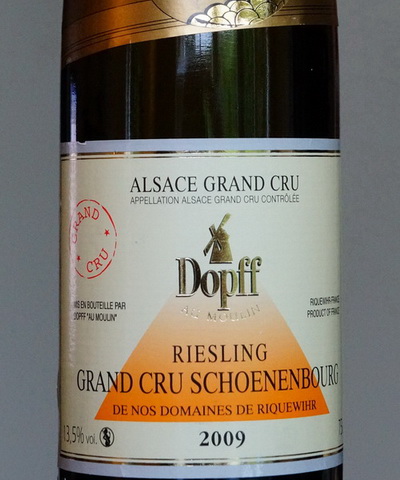 ALSACE GRAND CRU
APPELLATION ALSACE GRAND CRU CONTRÔLÉE
GRAND
CRU
Dopff
AU MOULIN
MIS EN BOUTEILLE PAR
DOPFF "AU MOULIN"
RIQUEWIHR-FRANCE
PRODUCT OF FRANCE
RIESLING
GRAND CRU SCHOENENBOURG
DE NOS DOMAINES DE RIQUEWIHR
13,5% vol.
2009